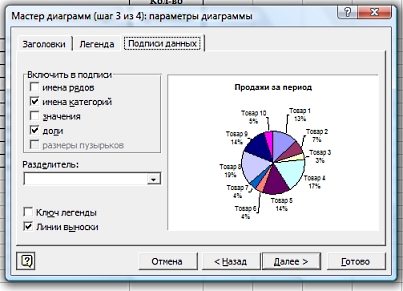 Кол-во
Мастер диаграмм (шаг 3 из 4): параметры диаграммы
Заголовки
Легенда
Подписи данных
Включить в подписи
имена рядов
имена категорий
значения
доли
размеры пузырьков
Разделитель:
Ключ легенды
Линии выноски
Продажи за период
Товар 10
5%
Товар 1
13%
Товар 2
7%
Товар 3
3%
Товар 4
17%
Товар 5
14%
Товар 6
4%
Товар 7
4%
Товар 8
19%
Товар 9
14%
Отмена
< Назад
Далее >
Готово